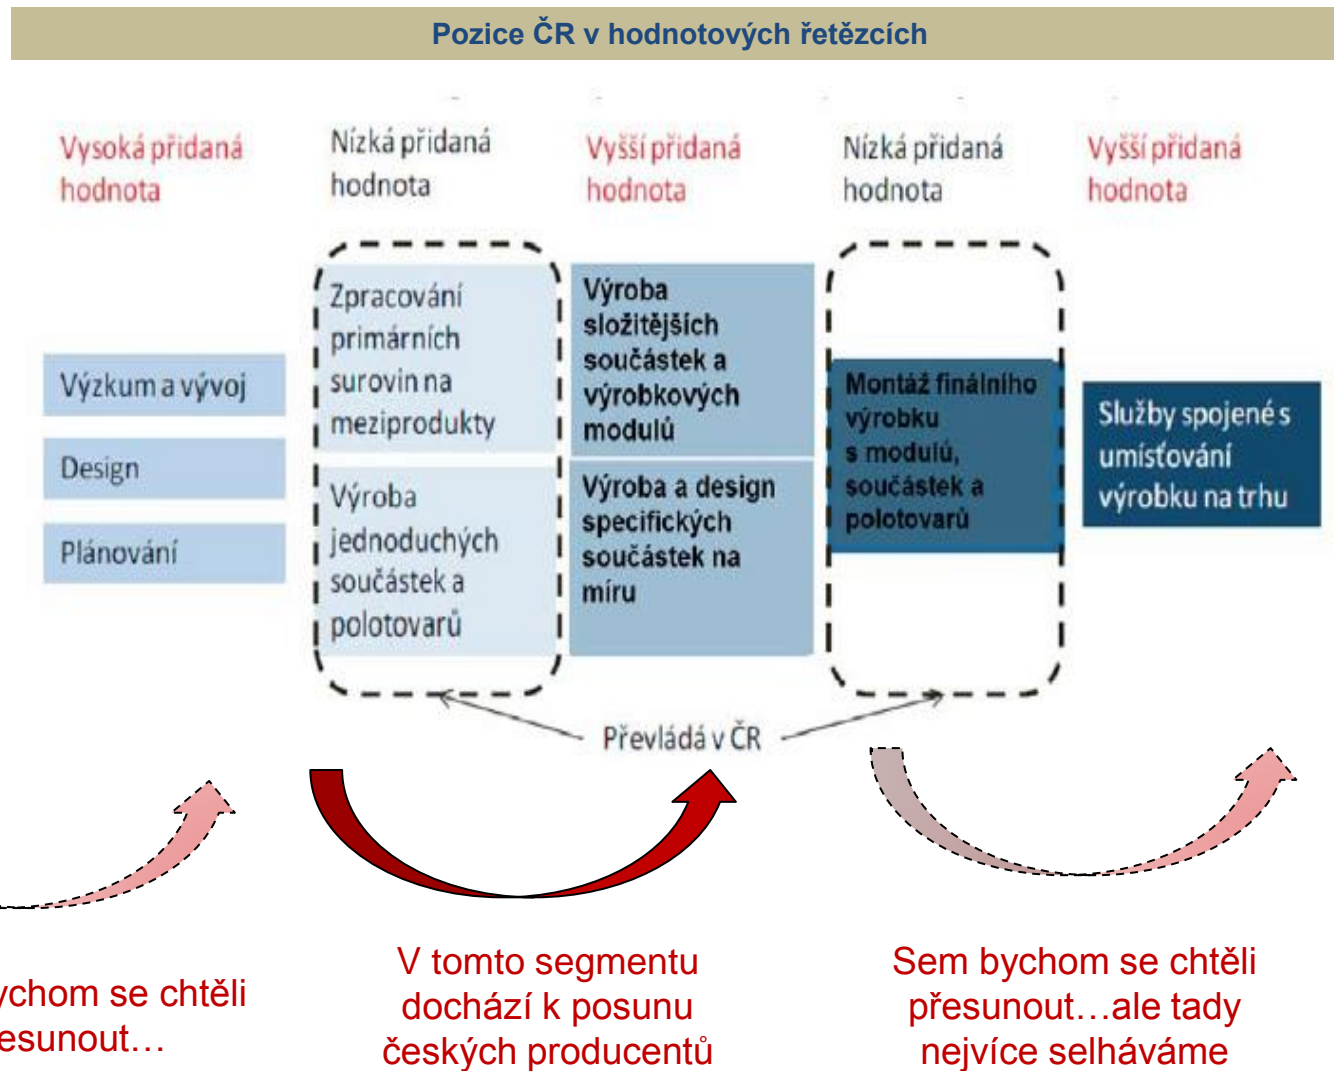 Pozice ČR v hodnotových řetězcích
Vysoká přidaná
hodnota
Nízká přidaná
hodnota
Vyšší přidaná
hodnota
Nízká přidaná
hodnota
Vyšší přidaná
hodnota
Výzkum a vývoj
Design
Plánování
Zpracování
primárních
surovin na
meziprodukty
Výroba
jednoduchých
součástek a
polotovarů
Výroba
složitějších
součástek a
výrobkových
modulů
Výroba a design
specifických
součástek na
míru
Montáž finálního
výrobku
s modulů,
součástek a
polotovarů
Služby spojené s
umísťování
výrobku na trhu
Převládá v ČR
ychom se chtěli
esunout…
V tomto segmentu
dochází k posunu
českých producentů
Sem bychom se chtěli
přesunout…ale tady
nejvíce selháváme